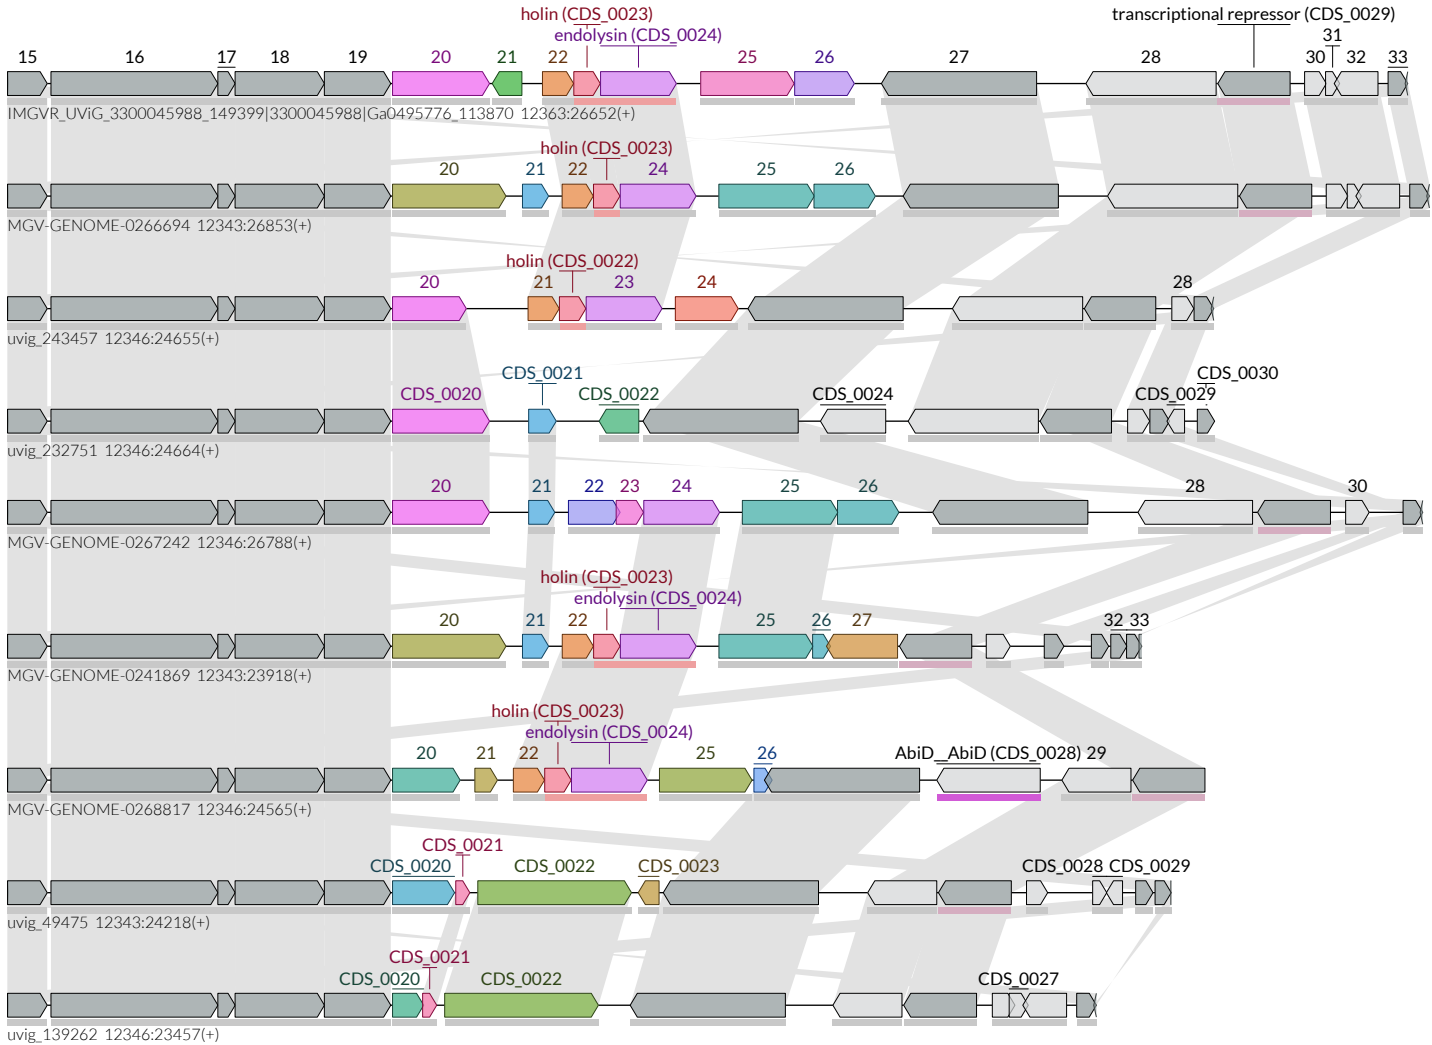 holin (CDS_0023) transcriptional repressor (CDS_0029)
endolysin (CDS_0024) 31
15 16 17 18 19 20 21 22 25 26 27 28 30 32 33
IMGVR_UViG_3300045988_149399|3300045988|Ga0495776_113870 12363:26652(+)
holin (CDS_0023)
20 21 22 24 25 26
MGV-GENOME-0266694 12343:26853(+)
holin (CDS_0022)
20 21 23 24 28
uvig_243457 12346:24655(+)
CDS_0021 CDS_0030
CDS_0020 CDS_0022 CDS_0024 CDS_0029
uvig_232751 12346:24664(+)
20 21 22 23 24 25 26 28 30
MGV-GENOME-0267242 12346:26788(+)
holin (CDS_0023)
endolysin (CDS_0024)
20 21 22 25 26 27 32 33
MGV-GENOME-0241869 12343:23918(+)
holin (CDS_0023)
endolysin (CDS_0024)
20 21 22 25 26 AbiD__AbiD (CDS_0028) 29
MGV-GENOME-0268817 12346:24565(+)
CDS_0021
CDS_0020 CDS_0022 CDS_0023 CDS_0028 CDS_0029
uvig_49475 12343:24218(+)
CDS_0021
CDS_0020 CDS_0022 CDS_0027
uvig_139262 12346:23457(+)